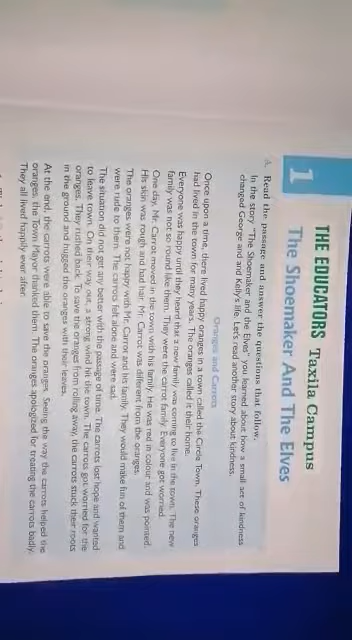 THE EDUCATORS Taxila Campus
1 The Shoemaker And The Elves
A. Read the passage and answer the questions that follow.
In the story "The Shoemaker and the Elves" you learned about how a small act of kindness
changed George and and Kelly's life. Let's read another story about kindness.
Oranges and Carrots
Once upon a time, there lived happy oranges in a town called the Circle Town. These oranges
had lived in the town for many years. The oranges called it their home.
Everyone was happy until they heard that a new family was coming to live in the town. The new
family was not so round like them. They were the carrot family. Everyone got worried.
One day, Mr. Carrot moved in the town with his family. He was red in colour and was pointed.
His skin was rough and had hair. Mr. Carrot was different from the oranges.
The oranges were not happy with Mr. Carrot and his family. They would make fun of them and
were rude to them. The carrots felt alone and were sad.
The situation did not get any better with the passage of time. The carrots lost hope and wanted
to leave town. On their way out, a strong wind hit the town. The carrots got worried for the
oranges. They rushed back. To save the oranges from rolling away, the carrots stuck their roots
in the ground and hugged the oranges with their leaves.
At the end, the carrots were able to save the oranges. Seeing the way the carrots helped the
oranges, the Town Mayor thanked them. The oranges apologized for treating the carrots badly.
They all lived happily ever after.